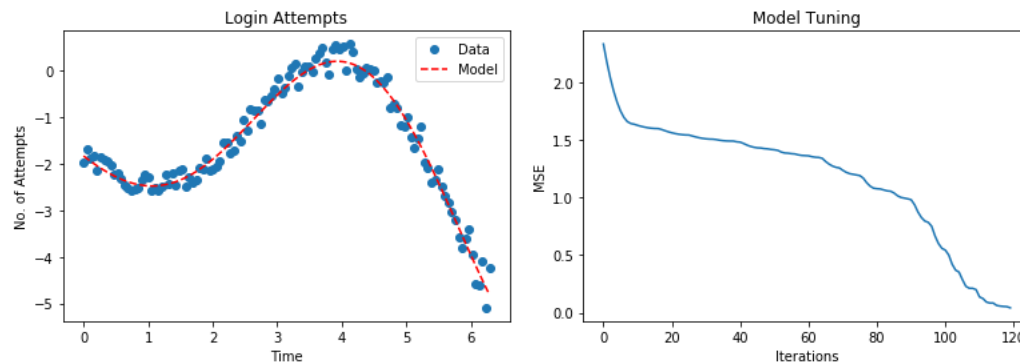 Login Attempts
Data
Model
0
−1
−2
−3
−4
−5
No. of Attempts
0 1 2 3 4 5 6
Time
Model Tuning
2.0
1.5
1.0
0.5
0.0
MSE
0 20 40 60 80 100 120
Iterations